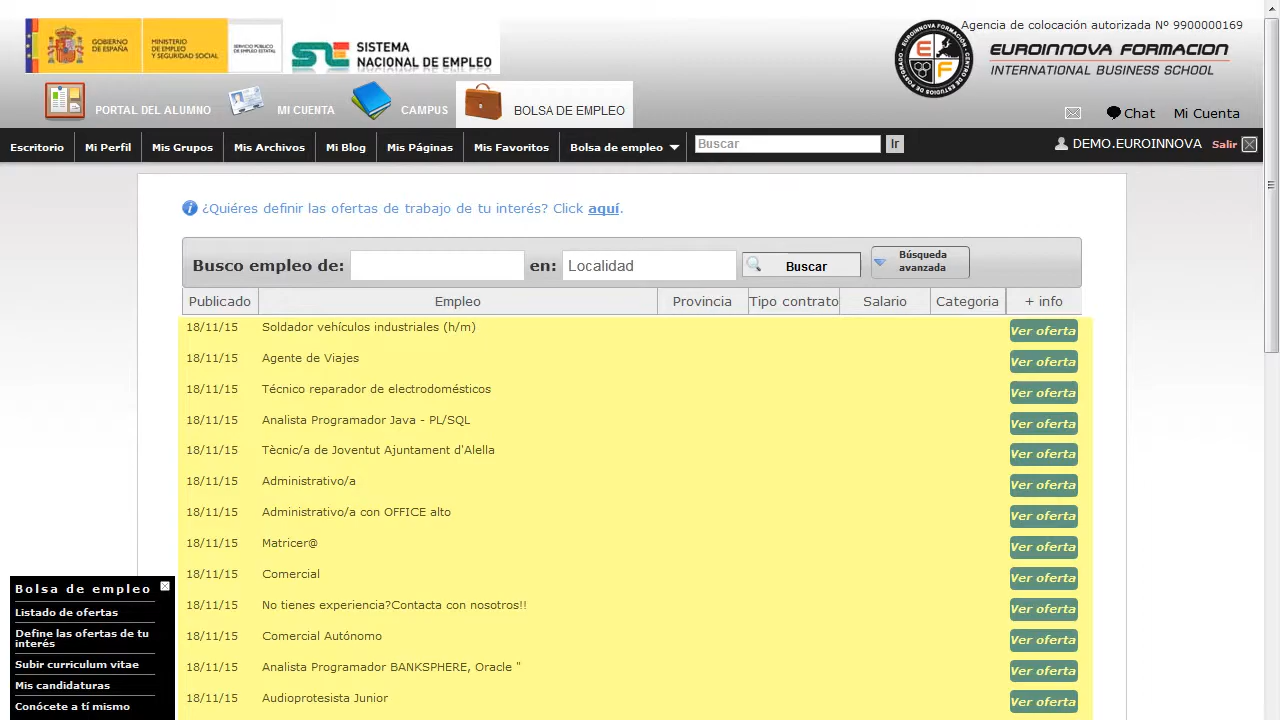 GOBIERNO DE ESPAÑA
MINISTERIO DE EMPLEO Y SEGURIDAD SOCIAL
SERVICIO PÚBLICO DE EMPLEO ESTATAL
SISTEMA NACIONAL DE EMPLEO
Agencia de colocación autorizada Nº 9900000169
EUROINNOVA FORMACIÓN
INTERNATIONAL BUSINESS SCHOOL
PORTAL DEL ALUMNO MI CUENTA CAMPUS BOLSA DE EMPLEO
Chat Mi Cuenta
Escritorio Mi Perfil Mis Grupos Mis Archivos Mi Blog Mis Páginas Mis Favoritos Bolsa de empleo Buscar Ir DEMO.EUROINNOVA Salir
¿Quiéres definir las ofertas de trabajo de tu interés? Click aquí.
Busco empleo de: en: Localidad Buscar Búsqueda avanzada
Publicado Empleo Provincia Tipo contrato Salario Categoria + info
18/11/15 Soldador vehículos industriales (h/m) Ver oferta
18/11/15 Agente de Viajes Ver oferta
18/11/15 Técnico reparador de electrodomésticos Ver oferta
18/11/15 Analista Programador Java - PL/SQL Ver oferta
18/11/15 Tècnic/a de Joventut Ajuntament d'Alella Ver oferta
18/11/15 Administrativo/a Ver oferta
18/11/15 Administrativo/a con OFFICE alto Ver oferta
18/11/15 Matricer@ Ver oferta
18/11/15 Comercial Ver oferta
18/11/15 No tienes experiencia?Contacta con nosotros!! Ver oferta
18/11/15 Comercial Autónomo Ver oferta
18/11/15 Analista Programador BANKSPHERE, Oracle " Ver oferta
18/11/15 Audioprotesista Junior Ver oferta
Bolsa de empleo
Listado de ofertas
Define las ofertas de tu
interés
Subir curriculum vitae
Mis candidaturas
Conócete a tí mismo